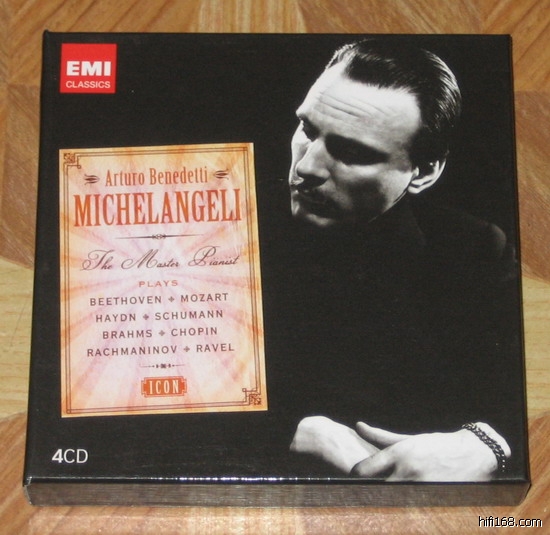 EMI
CLASSICS
Arturo Benedetti
MICHELANGELI
The Master Pianist
PLAYS
BEETHOVEN + MOZART
HAYDN + SCHUMANN
BRAHMS + CHOPIN
RACHMANINOV + RAVEL
ICON
4CD
hifi168.com